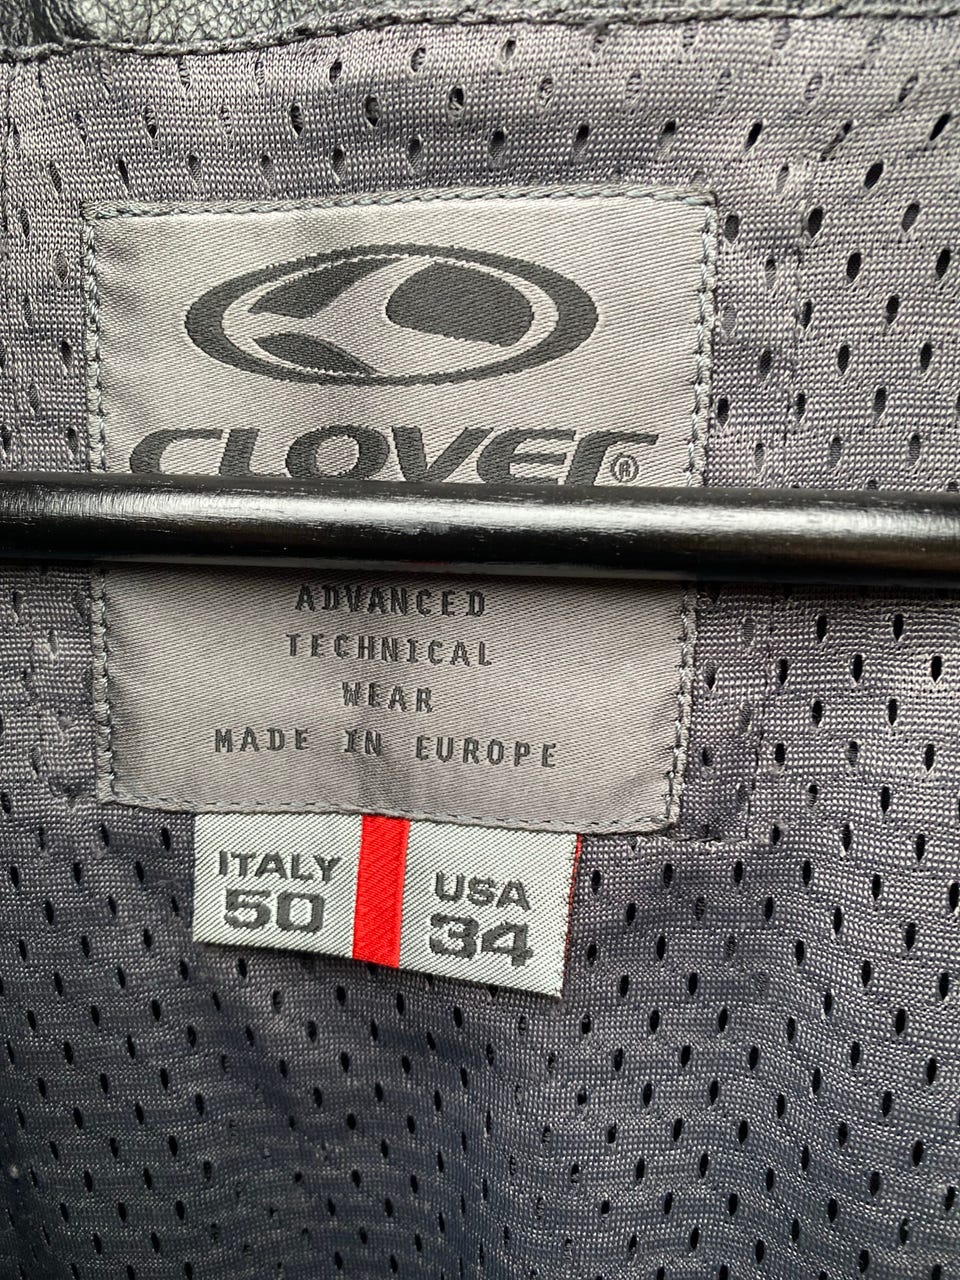 CLOVER®
ADVANCED
TECHNICAL
WEAR
MADE IN EUROPE
ITALY
50
USA
34